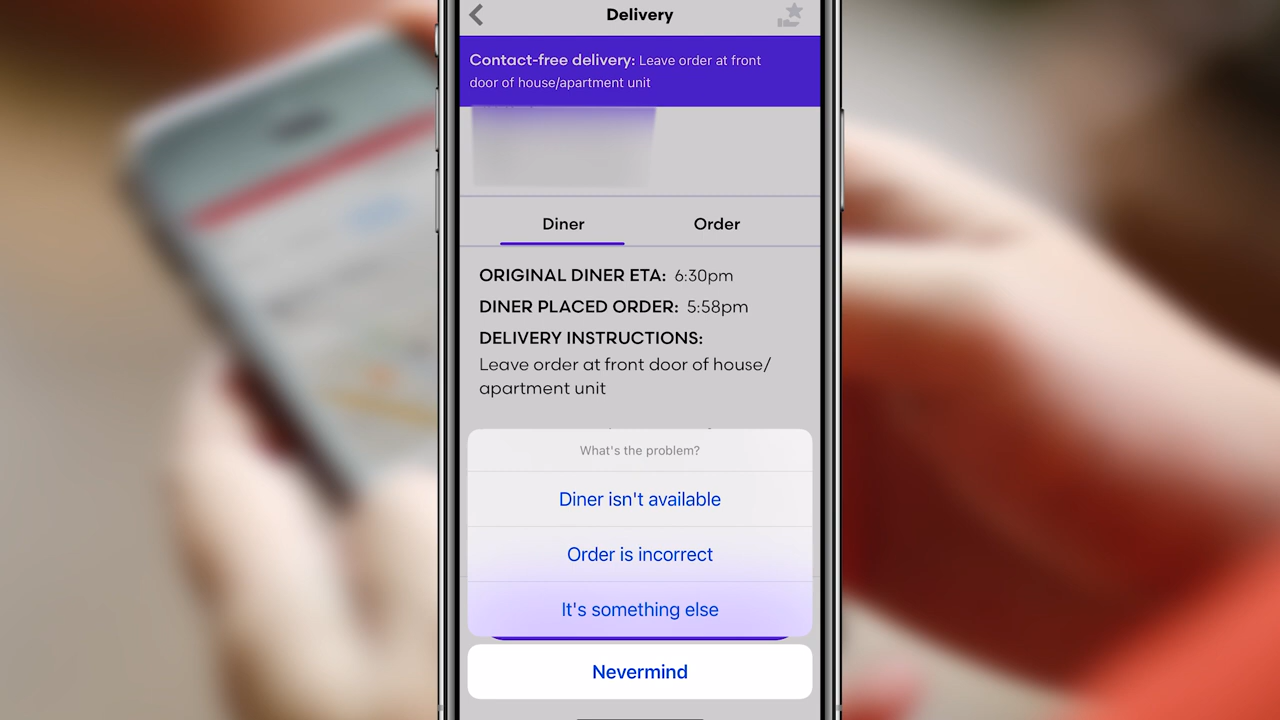 Delivery
Contact-free delivery: Leave order at front
door of house/apartment unit
Diner Order
ORIGINAL DINER ETA: 6:30pm
DINER PLACED ORDER: 5:58pm
DELIVERY INSTRUCTIONS:
Leave order at front door of house/
apartment unit
What's the problem?
Diner isn't available
Order is incorrect
It's something else
Nevermind